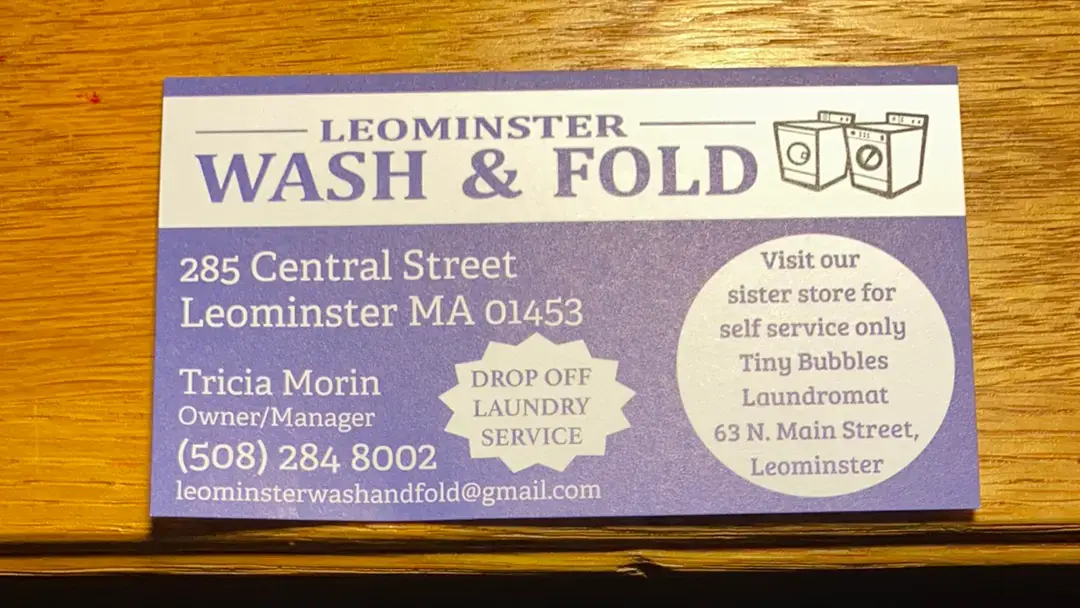 LEOMINSTER
WASH & FOLD
285 Central Street
Leominster MA 01453
Tricia Morin
Owner/Manager
(508) 284 8002
leominsterwashandfold@gmail.com
DROP OFF
LAUNDRY
SERVICE
Visit our
sister store for
self service only
Tiny Bubbles
Laundromat
63 N. Main Street,
Leominster